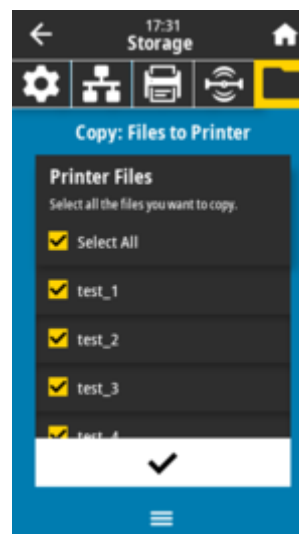 17:31
Storage
Copy: Files to Printer
Printer Files
Select all the files you want to copy.
Select All
test_1
test_2
test_3
test_4